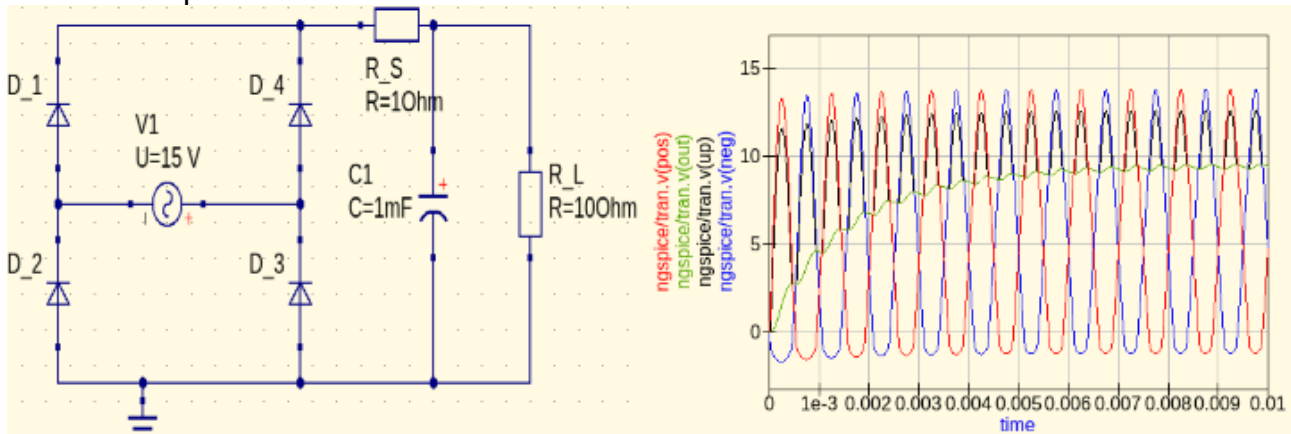 D_1
D_4
R_S
R=1Ohm
V1
U=15 V
C1
C=1mF
R_L
R=10Ohm
D_2
D_3
ngspice/tran.v(pos)
ngspice/tran.v(out)
ngspice/tran.v(up)
ngspice/tran.v(neg)
15
10
5
0
0 1e-3 0.002 0.003 0.004 0.005 0.006 0.007 0.008 0.009 0.01
time